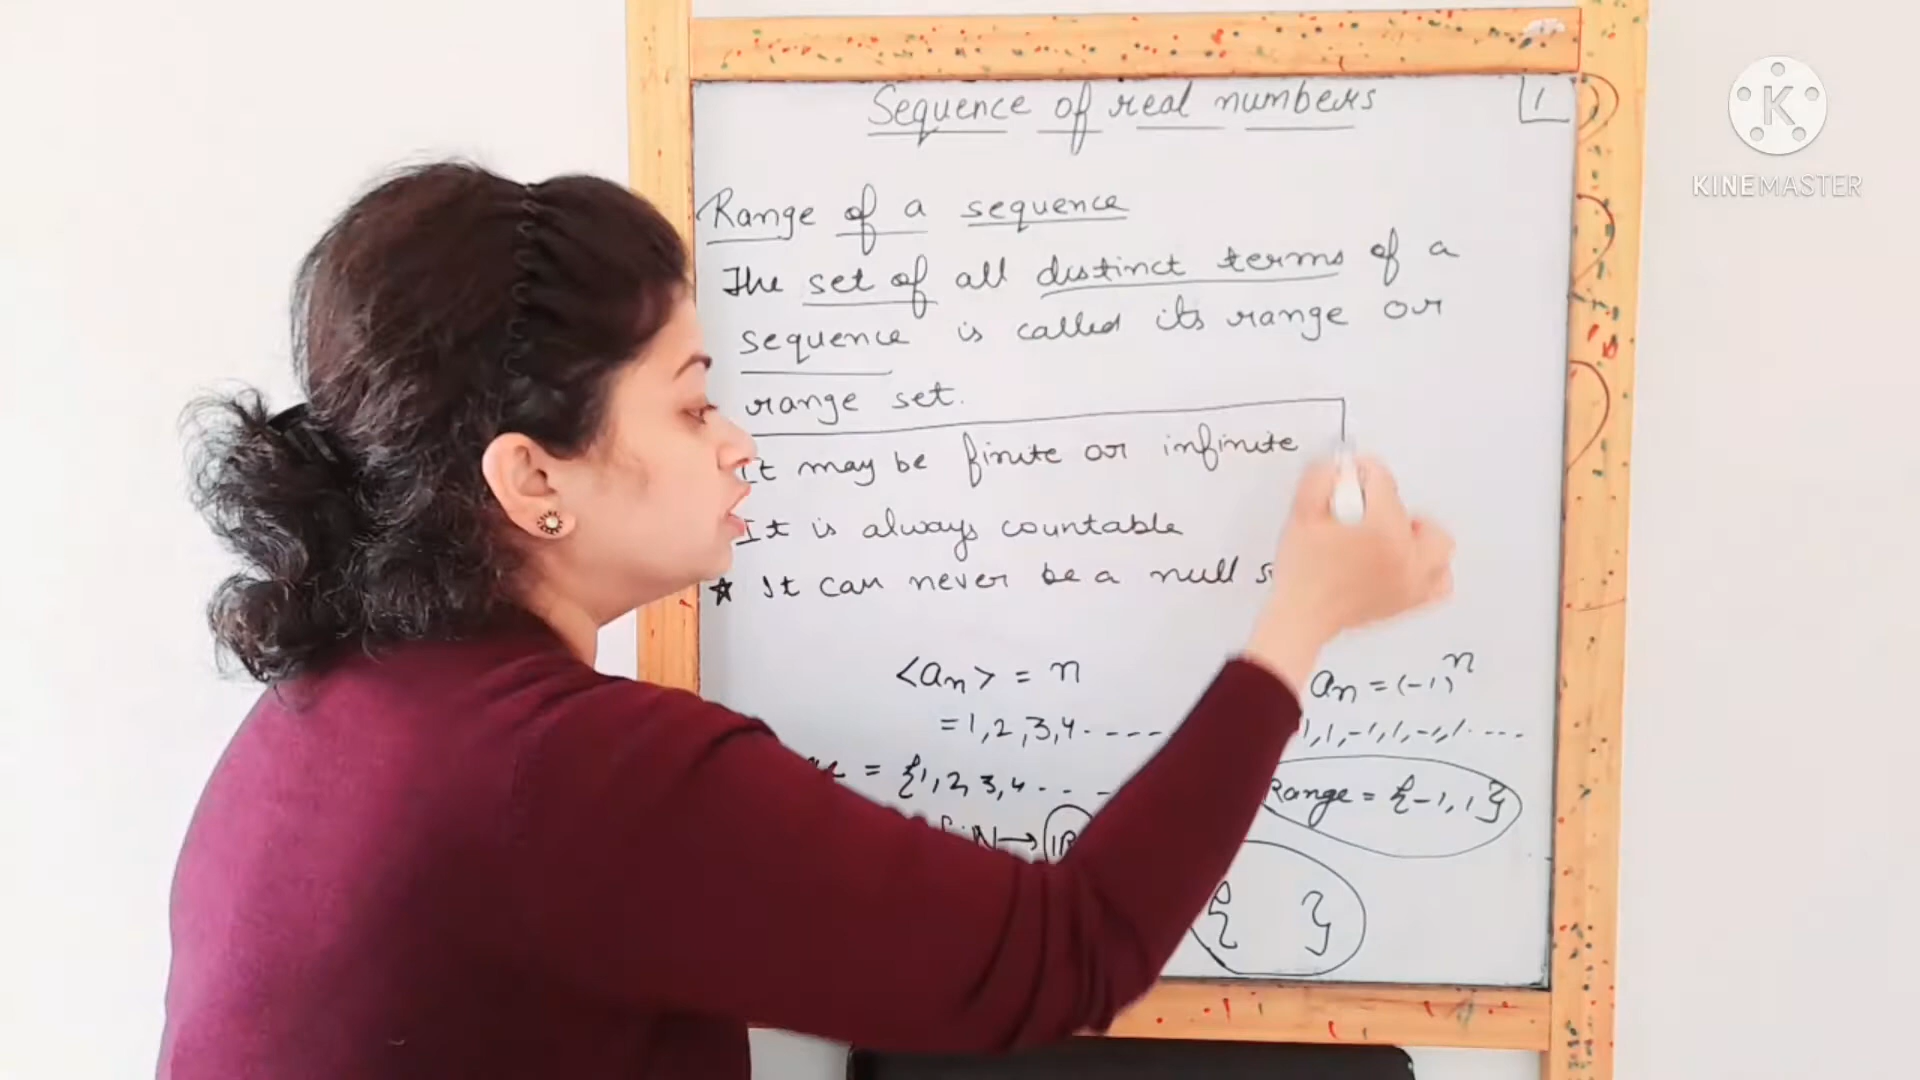 Sequence of real numbers
1
KINEMASTER
Range of a sequence
The set of all distinct terms of a
sequence is called its range or
range set.
It may be finite or infinite
It is always countable
★ It can never be a null
<an> = n
= 1, 2, 3, 4 - - - -
= {1, 2, 3, 4 - - -
N → IR
an = (-1)^n
1, 1, -1, 1, -1, 1 - - - -
Range = {-1, 1}
{ }